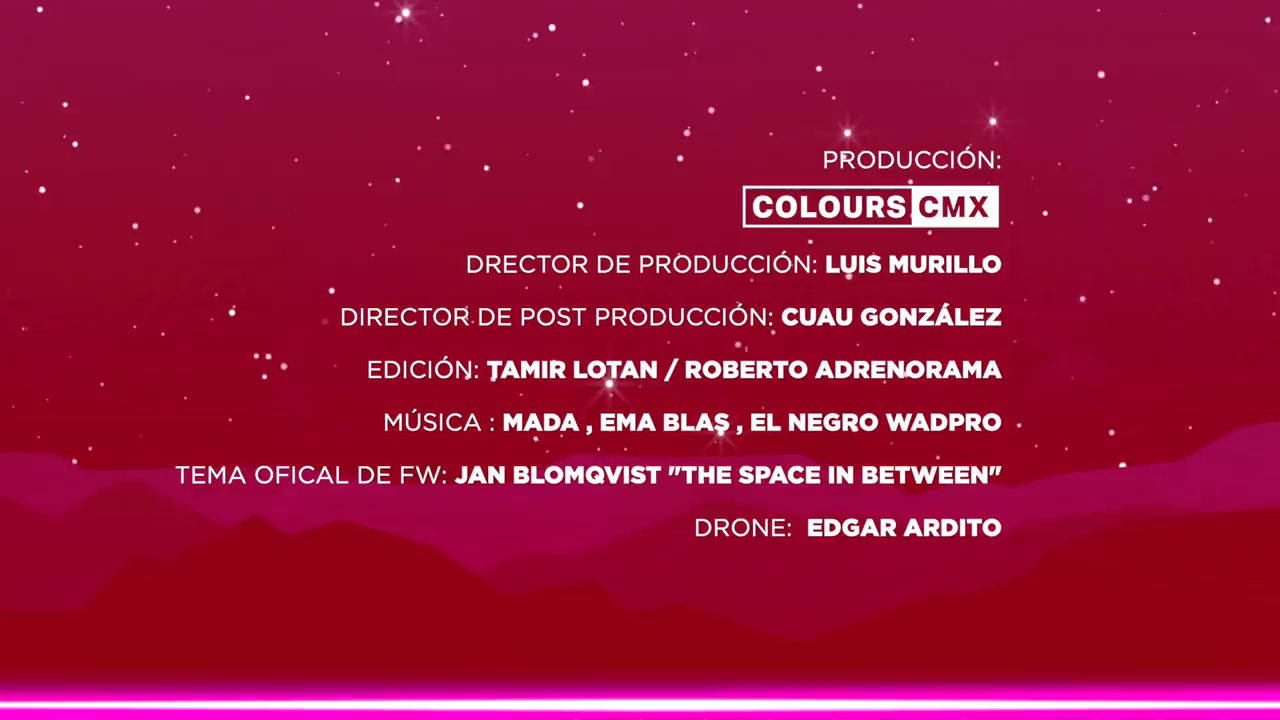 PRODUCCIÓN:
COLOURS CMX
DRECTOR DE PRODUCCIÓN: LUIS MURILLO
DIRECTOR DE POST PRODUCCIÓN: CUAU GONZÁLEZ
EDICIÓN: TAMIR LOTAN / ROBERTO ADRENORAMA
MÚSICA : MADA , EMA BLAS , EL NEGRO WADPRO
TEMA OFICAL DE FW: JAN BLOMQVIST "THE SPACE IN BETWEEN"
DRONE: EDGAR ARDITO